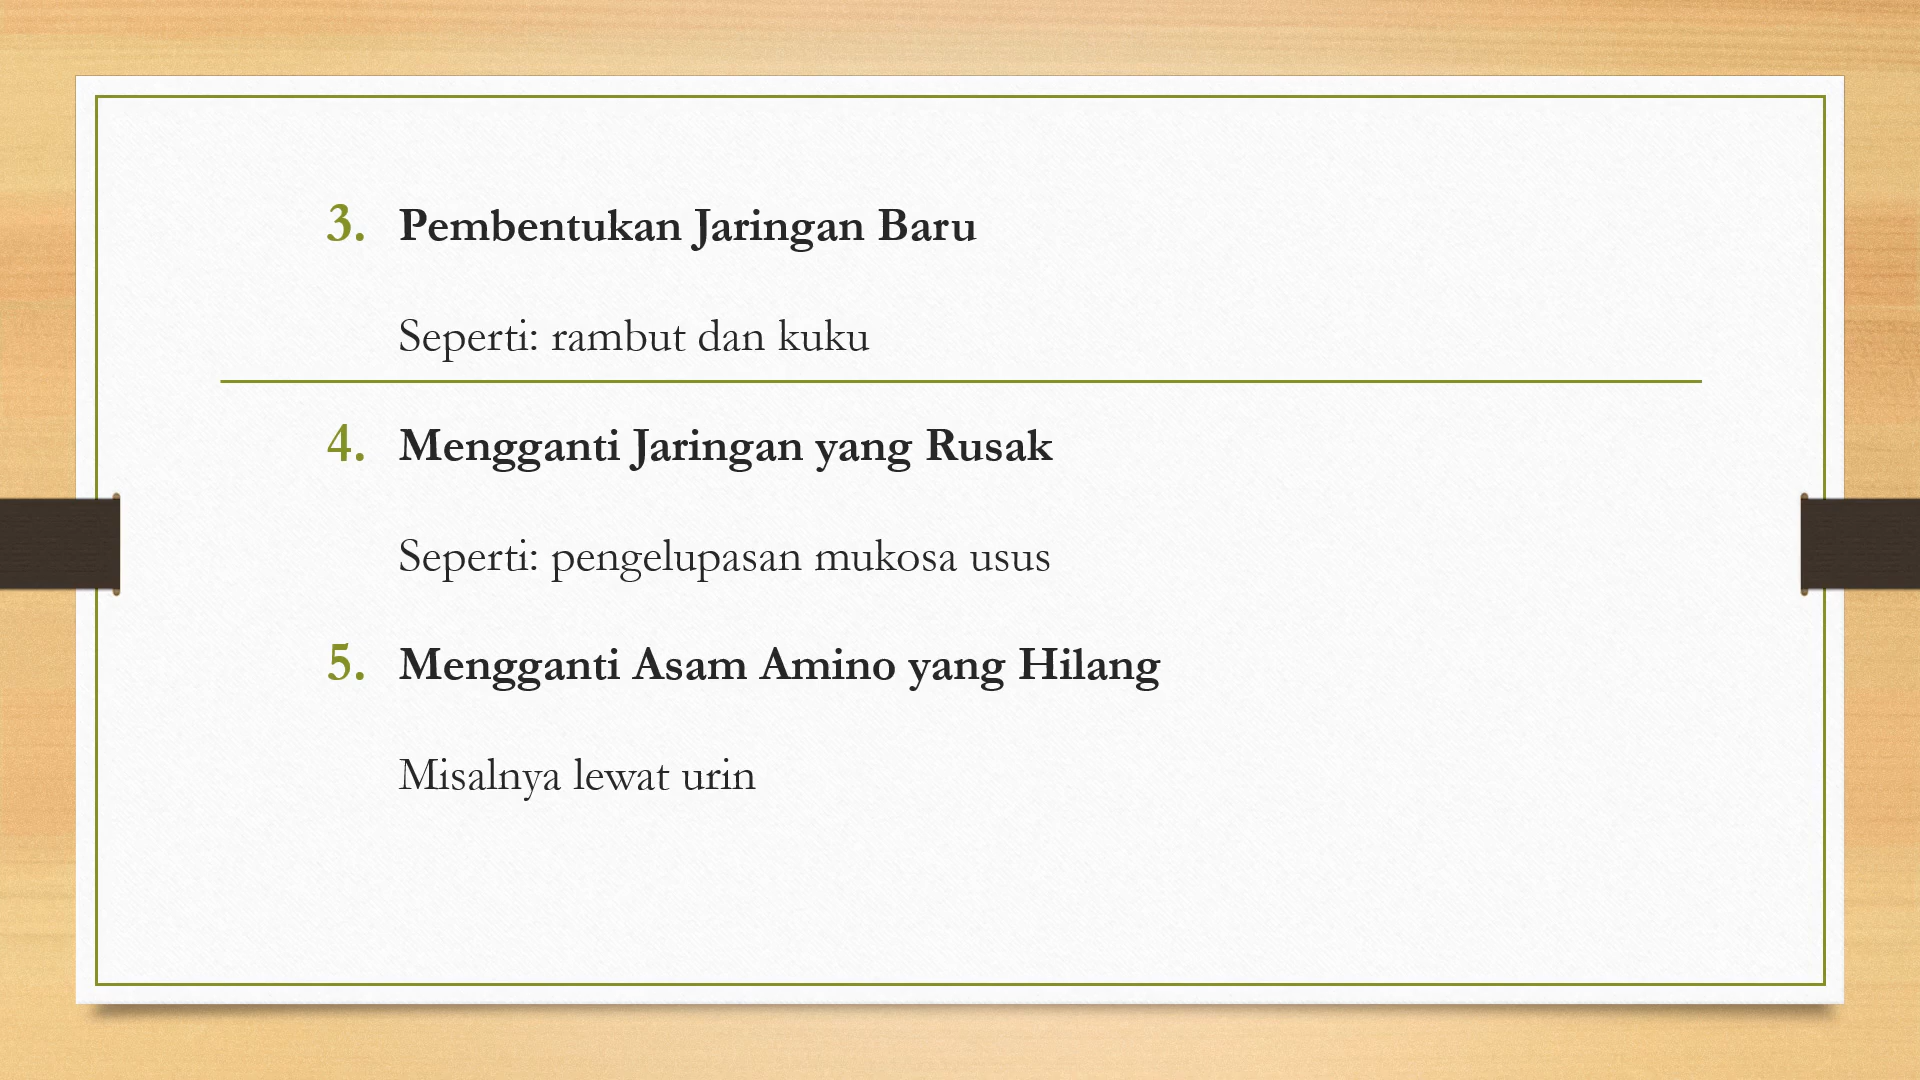 3. Pembentukan Jaringan Baru
Seperti: rambut dan kuku
4. Mengganti Jaringan yang Rusak
Seperti: pengelupasan mukosa usus
5. Mengganti Asam Amino yang Hilang
Misalnya lewat urin